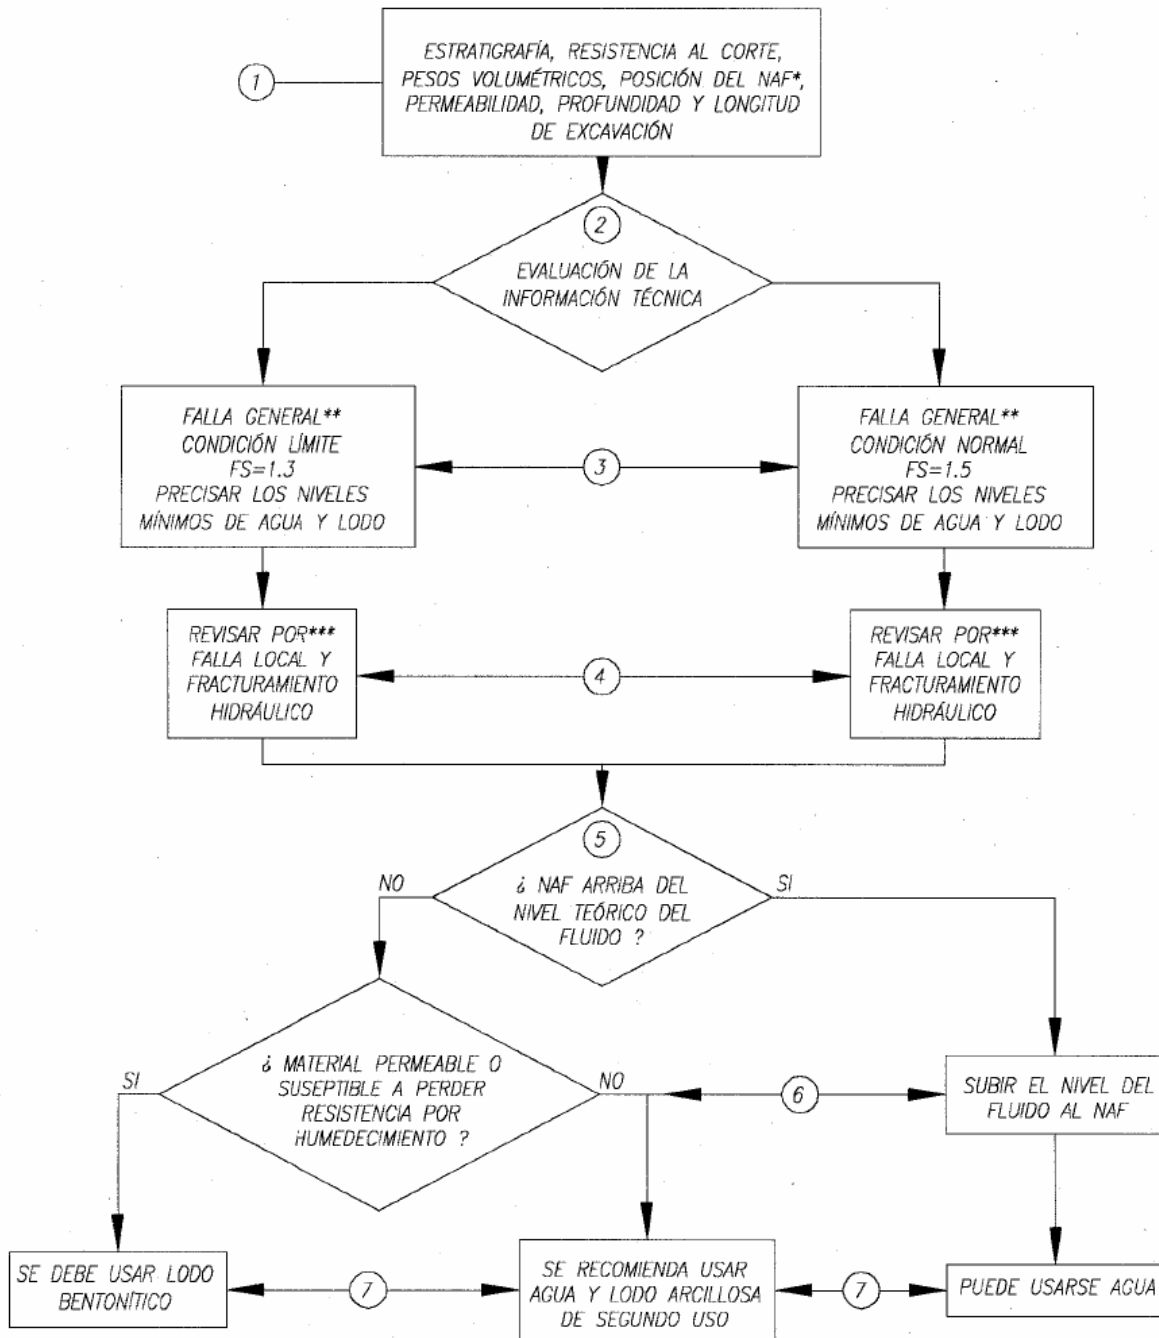 1
ESTRATIGRAFÍA, RESISTENCIA AL CORTE,
PESOS VOLUMÉTRICOS, POSICIÓN DEL NAF*,
PERMEABILIDAD, PROFUNDIDAD Y LONGITUD
DE EXCAVACIÓN
2
EVALUACIÓN DE LA
INFORMACIÓN TÉCNICA
FALLA GENERAL**
CONDICIÓN LÍMITE
FS=1.3
PRECISAR LOS NIVELES
MÍNIMOS DE AGUA Y LODO
3
FALLA GENERAL**
CONDICIÓN NORMAL
FS=1.5
PRECISAR LOS NIVELES
MÍNIMOS DE AGUA Y LODO
REVISAR POR***
FALLA LOCAL Y
FRACTURAMIENTO
HIDRÁULICO
4
REVISAR POR***
FALLA LOCAL Y
FRACTURAMIENTO
HIDRÁULICO
5
¿ NAF ARRIBA DEL
NIVEL TEÓRICO DEL
FLUIDO ?
NO
SI
¿ MATERIAL PERMEABLE O
SUSEPTIBLE A PERDER
RESISTENCIA POR
HUMEDECIMIENTO ?
SI
NO
6
SUBIR EL NIVEL DEL
FLUIDO AL NAF
SE DEBE USAR LODO
BENTONÍTICO
7
SE RECOMIENDA USAR
AGUA Y LODO ARCILLOSA
DE SEGUNDO USO
7
PUEDE USARSE AGUA